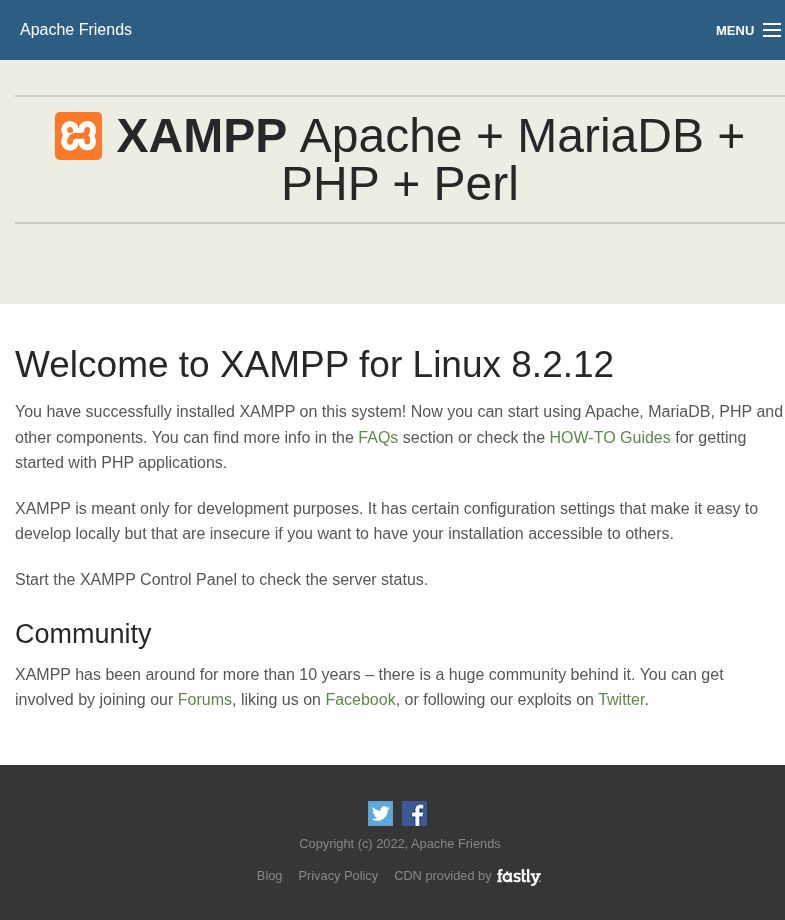 Apache Friends
MENU
XAMPP Apache + MariaDB +
PHP + Perl
Welcome to XAMPP for Linux 8.2.12
You have successfully installed XAMPP on this system! Now you can start using Apache, MariaDB, PHP and
other components. You can find more info in the FAQs section or check the HOW-TO Guides for getting
started with PHP applications.
XAMPP is meant only for development purposes. It has certain configuration settings that make it easy to
develop locally but that are insecure if you want to have your installation accessible to others.
Start the XAMPP Control Panel to check the server status.
Community
XAMPP has been around for more than 10 years – there is a huge community behind it. You can get
involved by joining our Forums, liking us on Facebook, or following our exploits on Twitter.
Copyright (c) 2022, Apache Friends
Blog Privacy Policy CDN provided by fastly